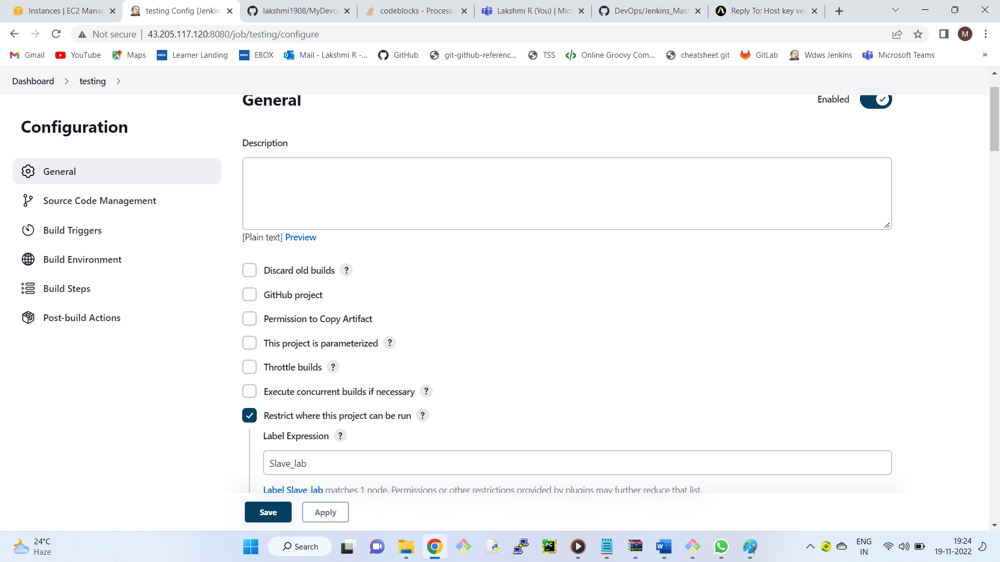 Instances | EC2 Manag
testing Config [Jenkin
lakshmi1908/MyDevo
codeblocks - Process
Lakshmi R (You) | Micr
DevOps/Jenkins_Mast
Reply To: Host key ver
Not secure
43.205.117.120:8080/job/testing/configure
M
Gmail
YouTube
Maps
HCL
Learner Landing
HCL
EBOX
Mail - Lakshmi R -...
GitHub
git-github-referenc...
TSS
Online Groovy Com...
cheatsheet git
GitLab
Wdws Jenkins
Microsoft Teams
»
Dashboard
testing
General
Enabled
Configuration
General
Source Code Management
Build Triggers
Build Environment
Build Steps
Post-build Actions
Description
[Plain text] Preview
Discard old builds ?
GitHub project
Permission to Copy Artifact
This project is parameterized ?
Throttle builds ?
Execute concurrent builds if necessary ?
Restrict where this project can be run ?
Label Expression ?
Slave_lab
Label Slave_lab matches 1 node. Permissions or other restrictions provided by plugins may further reduce that list.
Save
Apply
24°C
Haze
Search
PC
W
ENG
IN
19:24
19-11-2022